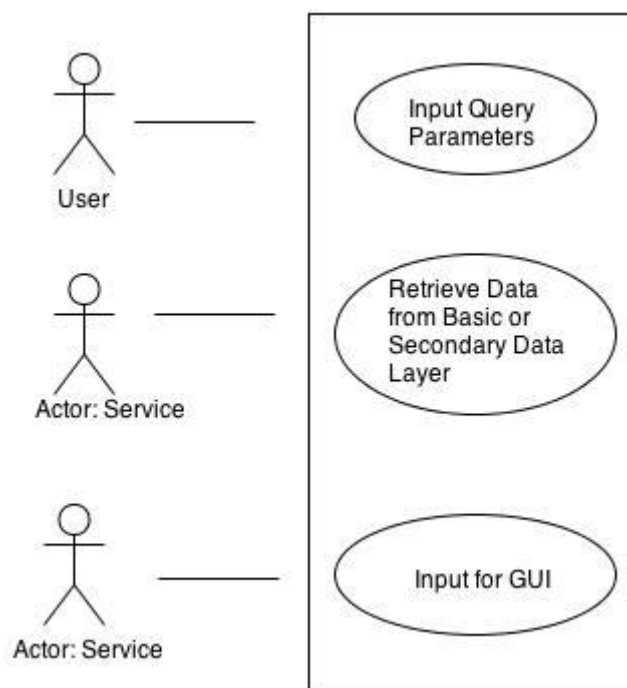 Input Query
Parameters
User
Retrieve Data
from Basic or
Secondary Data
Layer
Actor: Service
Input for GUI
Actor: Service